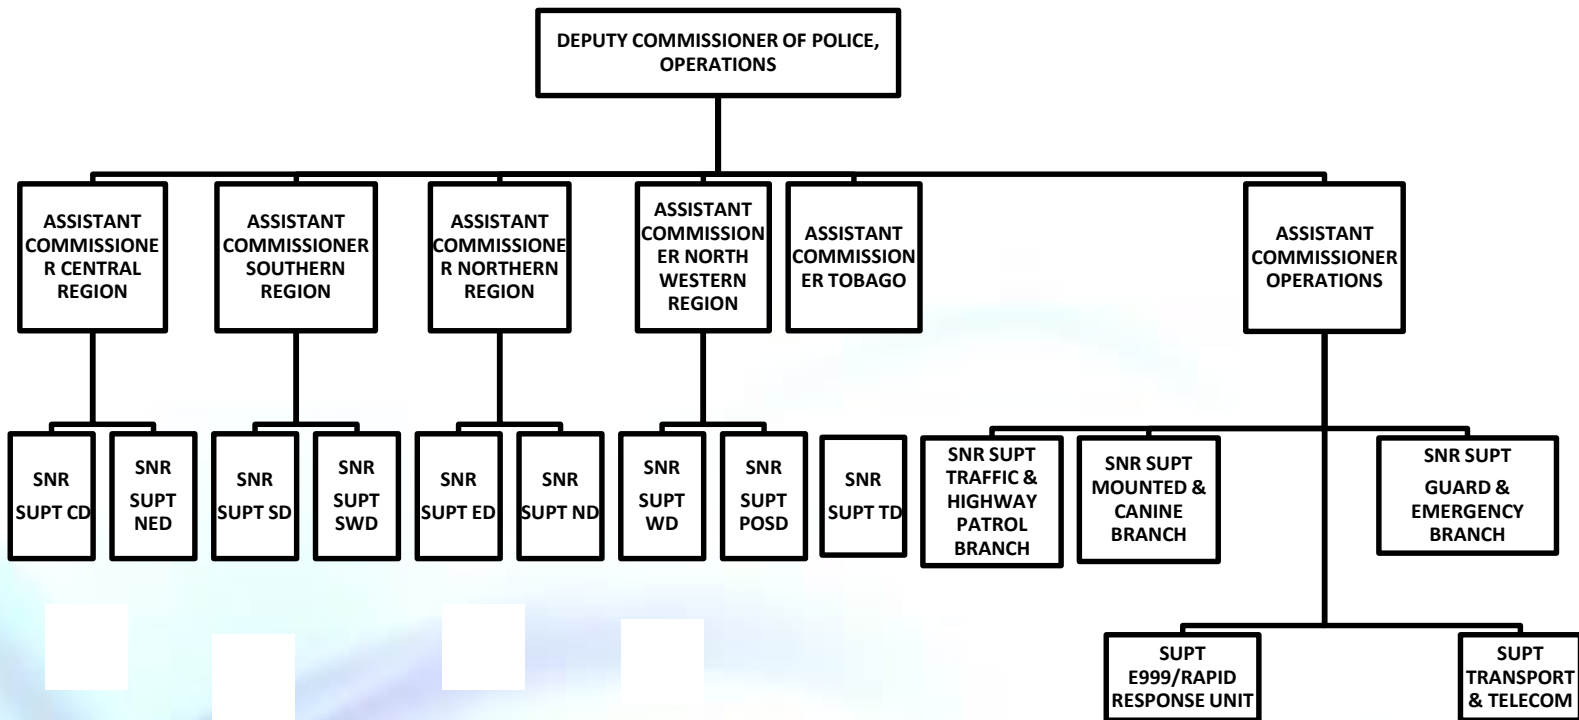 DEPUTY COMMISSIONER OF POLICE,
OPERATIONS
ASSISTANT
COMMISSIONE
R CENTRAL
REGION
ASSISTANT
COMMISSIONER
SOUTHERN
REGION
ASSISTANT
COMMISSIONE
R NORTHERN
REGION
ASSISTANT
COMMISSION
ER NORTH
WESTERN
REGION
ASSISTANT
COMMISSION
ER TOBAGO
ASSISTANT
COMMISSIONER
OPERATIONS
SNR
SUPT CD
SNR
SUPT
NED
SNR
SUPT SD
SNR
SUPT
SWD
SNR
SUPT ED
SNR
SUPT ND
SNR
SUPT
WD
SNR
SUPT
POSD
SNR
SUPT TD
SNR SUPT
TRAFFIC &
HIGHWAY
PATROL
BRANCH
SNR SUPT
MOUNTED &
CANINE
BRANCH
SNR SUPT
GUARD &
EMERGENCY
BRANCH
SUPT
E999/RAPID
RESPONSE UNIT
SUPT
TRANSPORT
& TELECOM